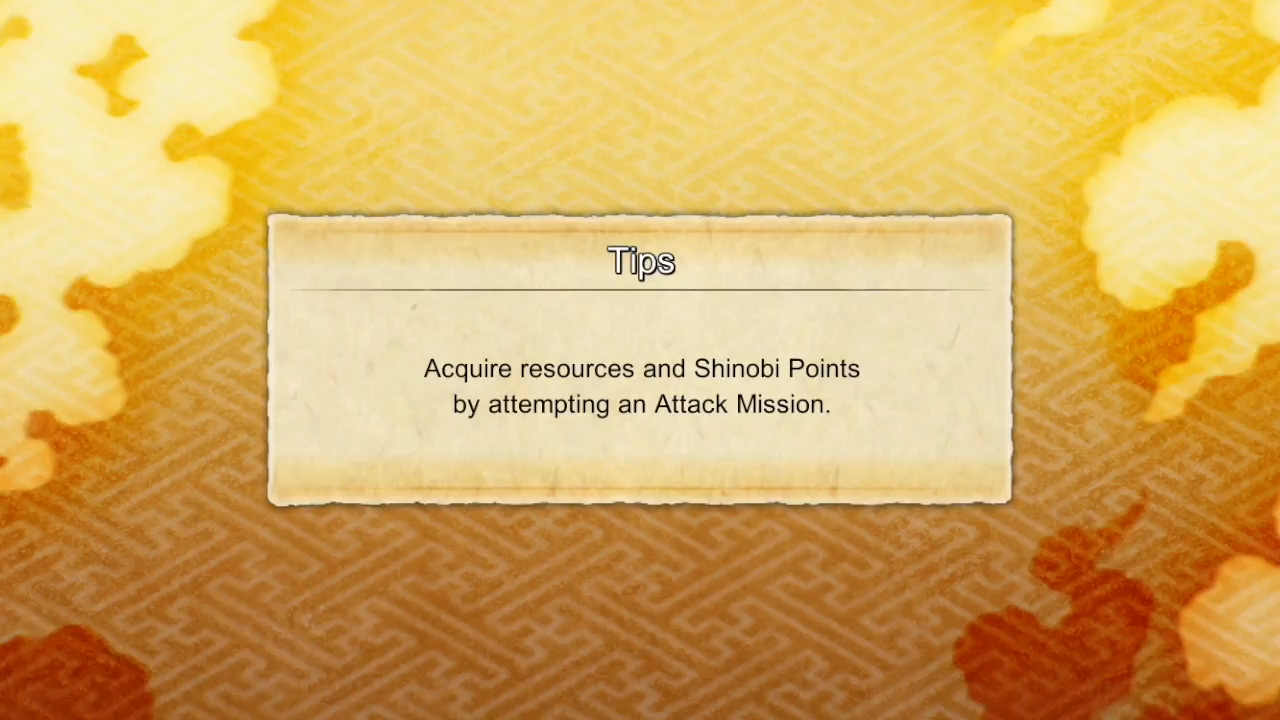 Tips
Acquire resources and Shinobi Points
by attempting an Attack Mission.